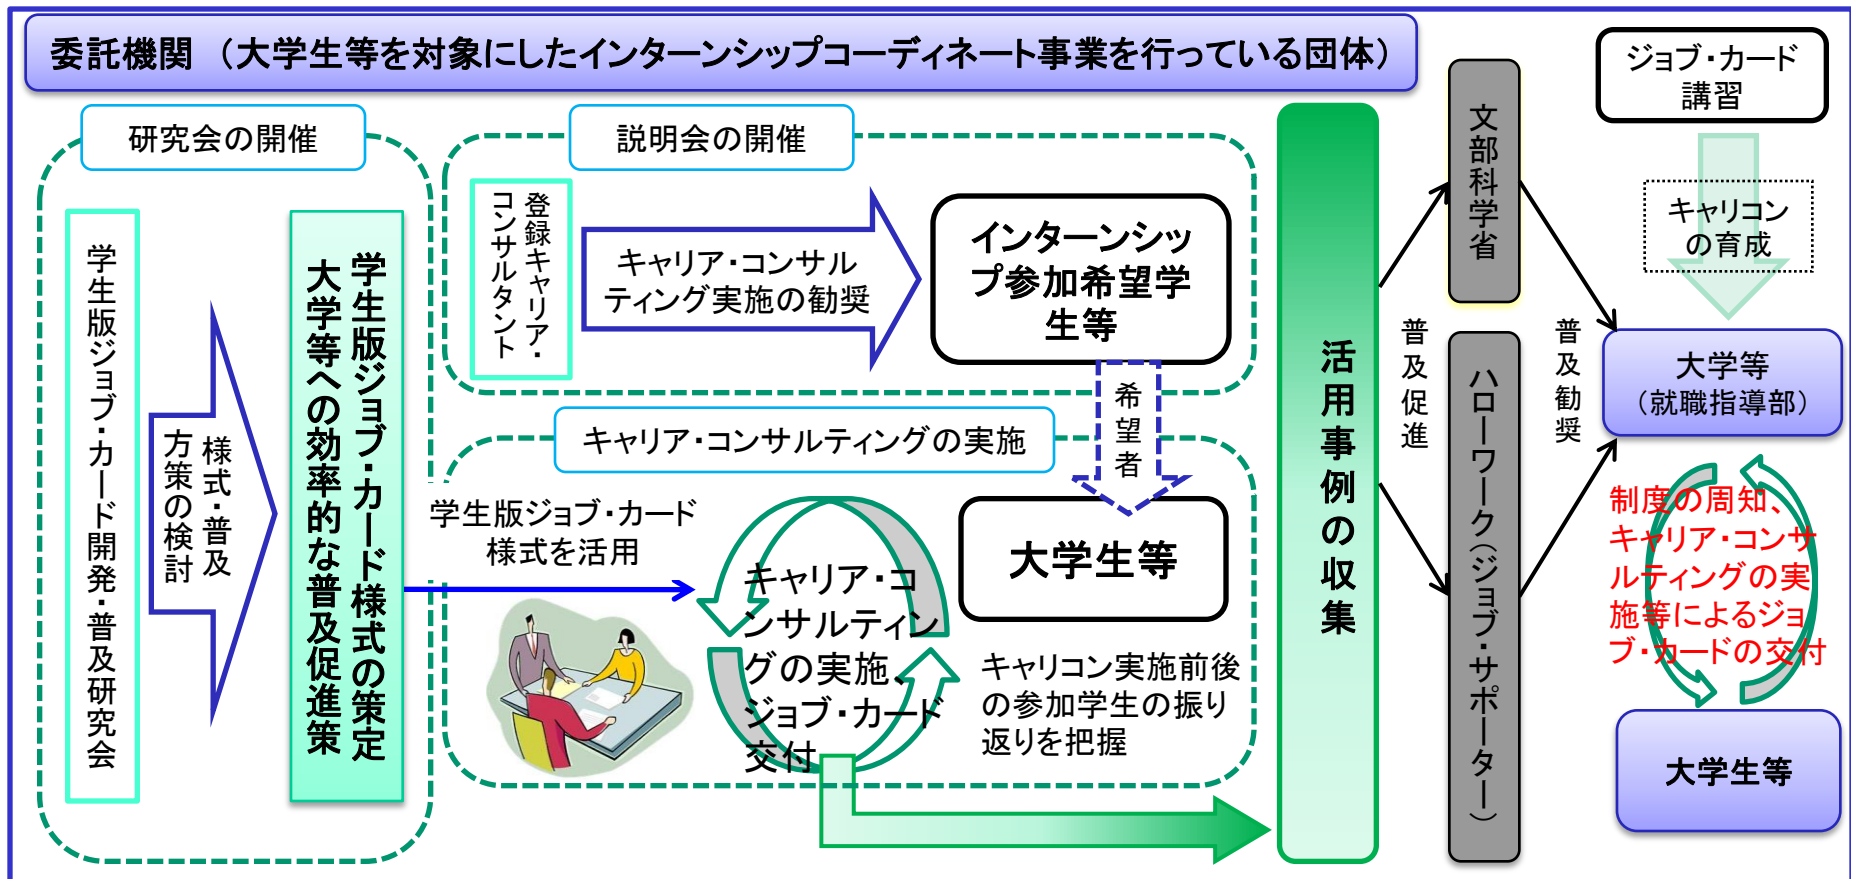 委託機関 （大学生等を対象にしたインターンシップコーディネート事業を行っている団体）
研究会の開催
学生版ジョブ・カード開発・普及研究会
様式・普及
方策の検討
学生版ジョブ・カード様式の策定
大学等への効率的な普及促進策
説明会の開催
登録キャリア・
コンサルタント
キャリア・コンサル
ティング実施の勧奨
インターンシッ
プ参加希望学
生等
希望者
キャリア・コンサルティングの実施
学生版ジョブ・カード
様式を活用
キャリア・コ
ンサルティン
グの実施、
ジョブ・カード
交付
大学生等
キャリコン実施前後
の参加学生の振り
返りを把握
活用事例の収集
普及促進
文部科学省
ハローワーク（ジョブ・サポーター）
普及勧奨
ジョブ・カード
講習
キャリコン
の育成
大学等
（就職指導部）
制度の周知、
キャリア・コンサ
ルティングの実
施等によるジョ
ブ・カードの交付
大学生等